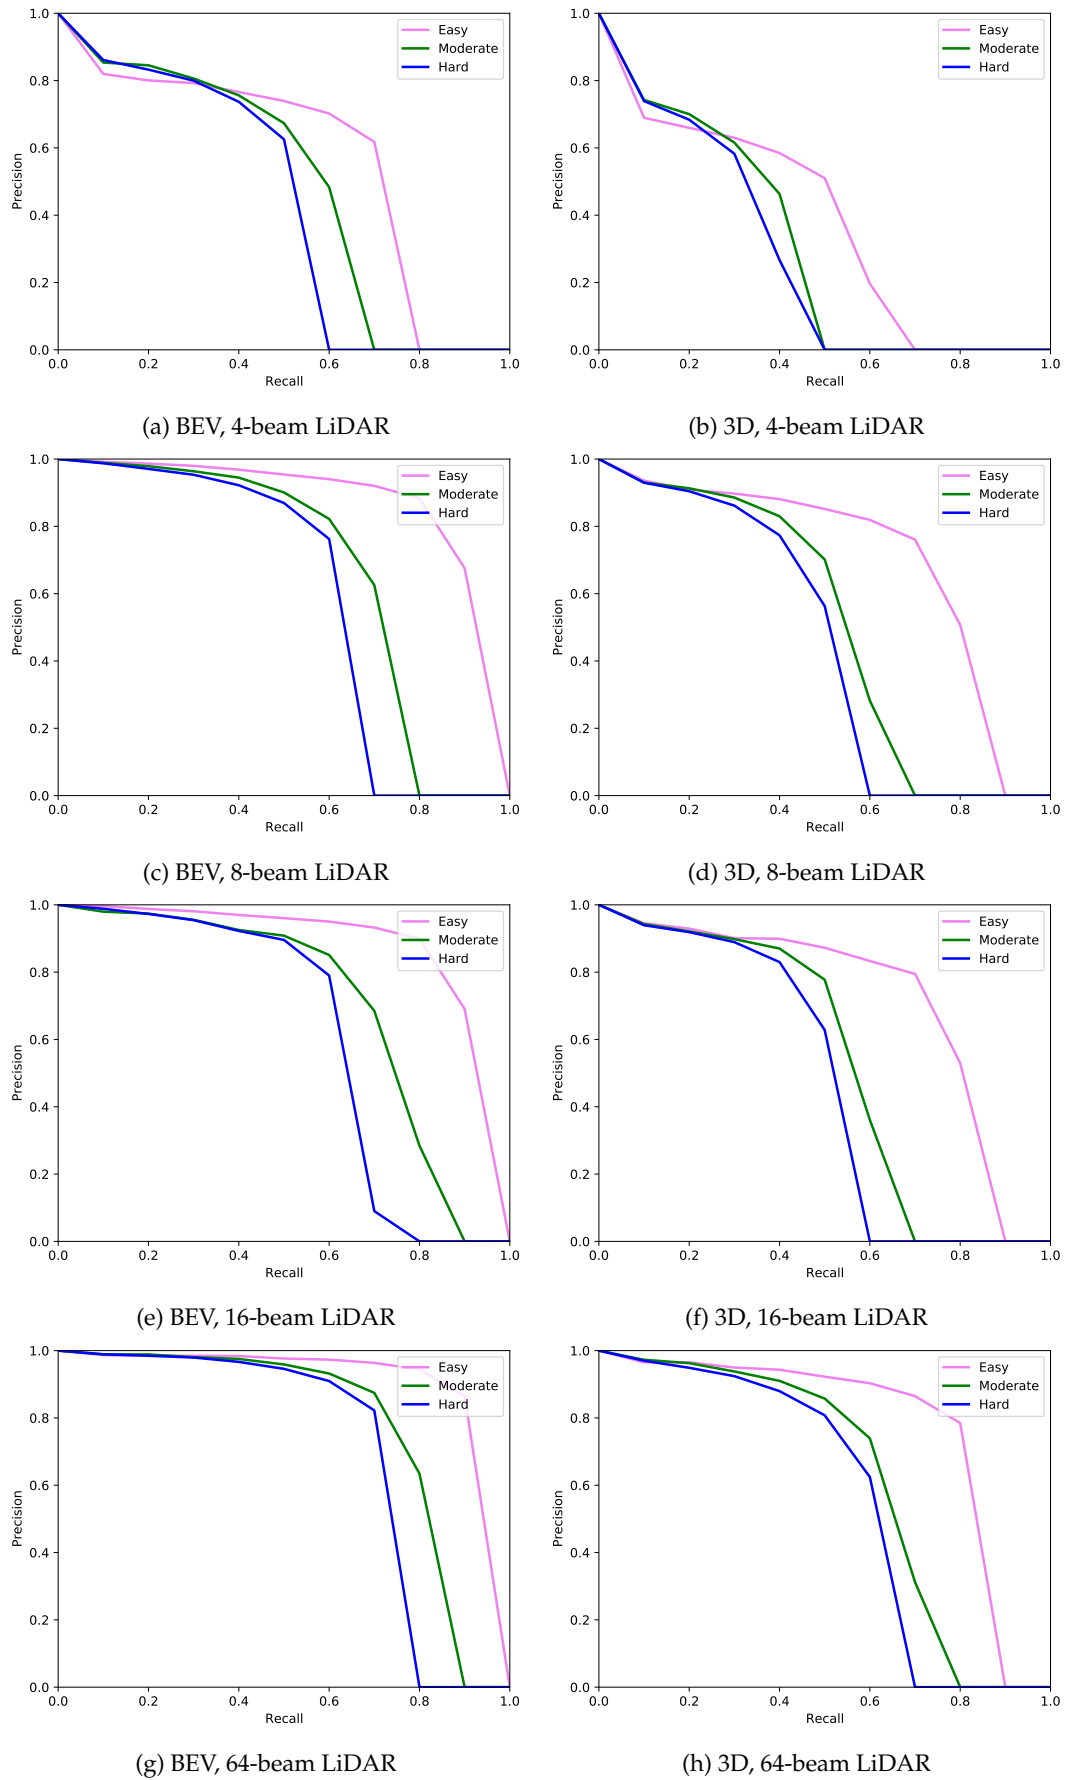 1.0
0.8
0.6
0.4
0.2
0.0
Precision
0.0 0.2 0.4 0.6 0.8 1.0
Recall
Easy
Moderate
Hard
(a) BEV, 4-beam LiDAR
1.0
0.8
0.6
0.4
0.2
0.0
Precision
0.0 0.2 0.4 0.6 0.8 1.0
Recall
Easy
Moderate
Hard
(b) 3D, 4-beam LiDAR
1.0
0.8
0.6
0.4
0.2
0.0
Precision
0.0 0.2 0.4 0.6 0.8 1.0
Recall
Easy
Moderate
Hard
(c) BEV, 8-beam LiDAR
1.0
0.8
0.6
0.4
0.2
0.0
Precision
0.0 0.2 0.4 0.6 0.8 1.0
Recall
Easy
Moderate
Hard
(d) 3D, 8-beam LiDAR
1.0
0.8
0.6
0.4
0.2
0.0
Precision
0.0 0.2 0.4 0.6 0.8 1.0
Recall
Easy
Moderate
Hard
(e) BEV, 16-beam LiDAR
1.0
0.8
0.6
0.4
0.2
0.0
Precision
0.0 0.2 0.4 0.6 0.8 1.0
Recall
Easy
Moderate
Hard
(f) 3D, 16-beam LiDAR
1.0
0.8
0.6
0.4
0.2
0.0
Precision
0.0 0.2 0.4 0.6 0.8 1.0
Recall
Easy
Moderate
Hard
(g) BEV, 64-beam LiDAR
1.0
0.8
0.6
0.4
0.2
0.0
Precision
0.0 0.2 0.4 0.6 0.8 1.0
Recall
Easy
Moderate
Hard
(h) 3D, 64-beam LiDAR